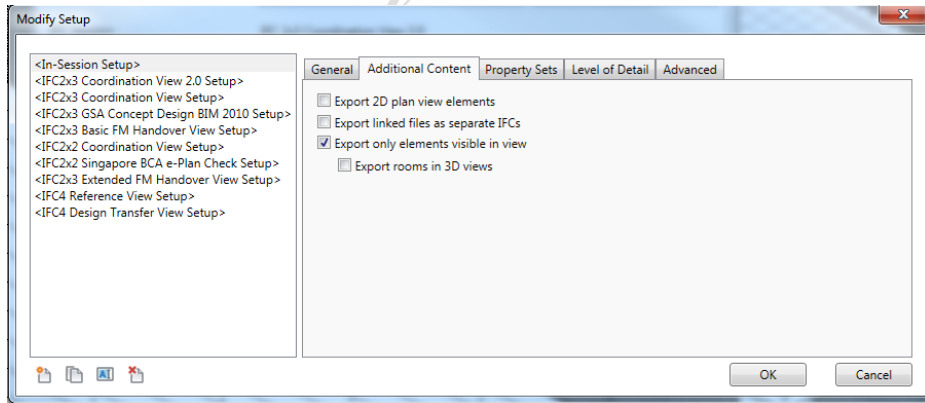 Modify Setup
<In-Session Setup>
<IFC2x3 Coordination View 2.0 Setup>
<IFC2x3 Coordination View Setup>
<IFC2x3 GSA Concept Design BIM 2010 Setup>
<IFC2x3 Basic FM Handover View Setup>
<IFC2x2 Coordination View Setup>
<IFC2x2 Singapore BCA e-Plan Check Setup>
<IFC2x3 Extended FM Handover View Setup>
<IFC4 Reference View Setup>
<IFC4 Design Transfer View Setup>
General Additional Content Property Sets Level of Detail Advanced
Export 2D plan view elements
Export linked files as separate IFCs
Export only elements visible in view
Export rooms in 3D views
AI
OK Cancel